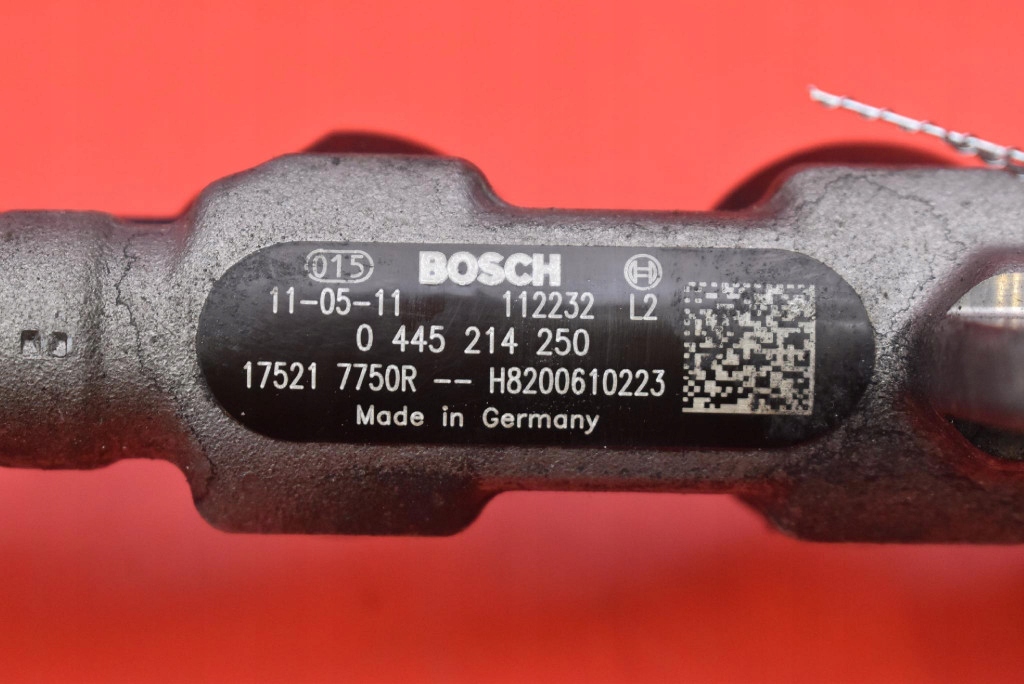 015 BOSCH
11-05-11 112232 L2
0 445 214 250
17521 7750R -- H8200610223
Made in Germany